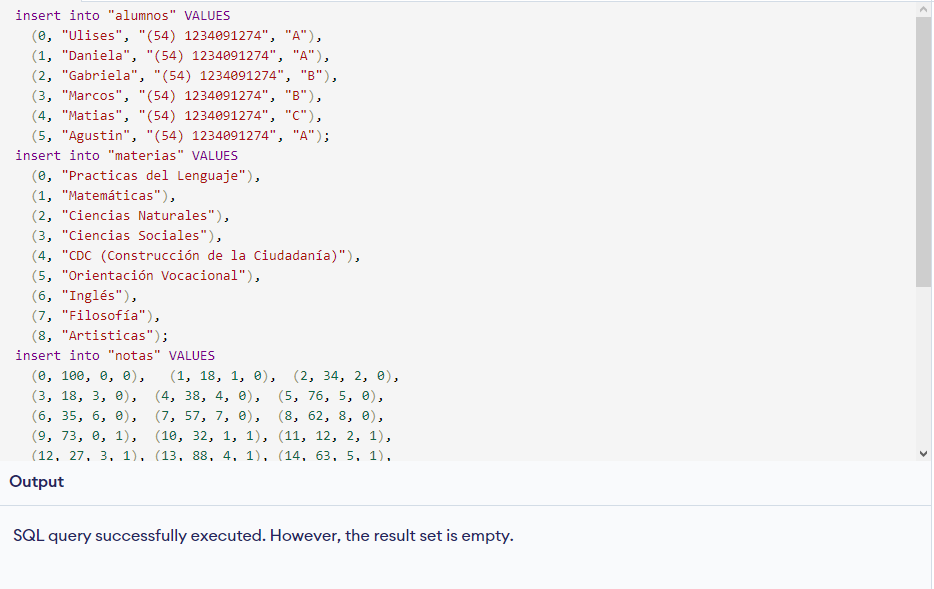 insert into "alumnos" VALUES
(0, "Ulises", "(54) 1234091274", "A"),
(1, "Daniela", "(54) 1234091274", "A"),
(2, "Gabriela", "(54) 1234091274", "B"),
(3, "Marcos", "(54) 1234091274", "B"),
(4, "Matias", "(54) 1234091274", "C"),
(5, "Agustin", "(54) 1234091274", "A");
insert into "materias" VALUES
(0, "Practicas del Lenguaje"),
(1, "Matemáticas"),
(2, "Ciencias Naturales"),
(3, "Ciencias Sociales"),
(4, "CDC (Construcción de la Ciudadanía)"),
(5, "Orientación Vocacional"),
(6, "Inglés"),
(7, "Filosofía"),
(8, "Artisticas");
insert into "notas" VALUES
(0, 100, 0, 0), (1, 18, 1, 0), (2, 34, 2, 0),
(3, 18, 3, 0), (4, 38, 4, 0), (5, 76, 5, 0),
(6, 35, 6, 0), (7, 57, 7, 0), (8, 62, 8, 0),
(9, 73, 0, 1), (10, 32, 1, 1), (11, 12, 2, 1),
(12, 27, 3, 1), (13, 88, 4, 1), (14, 63, 5, 1),
Output
SQL query successfully executed. However, the result set is empty.